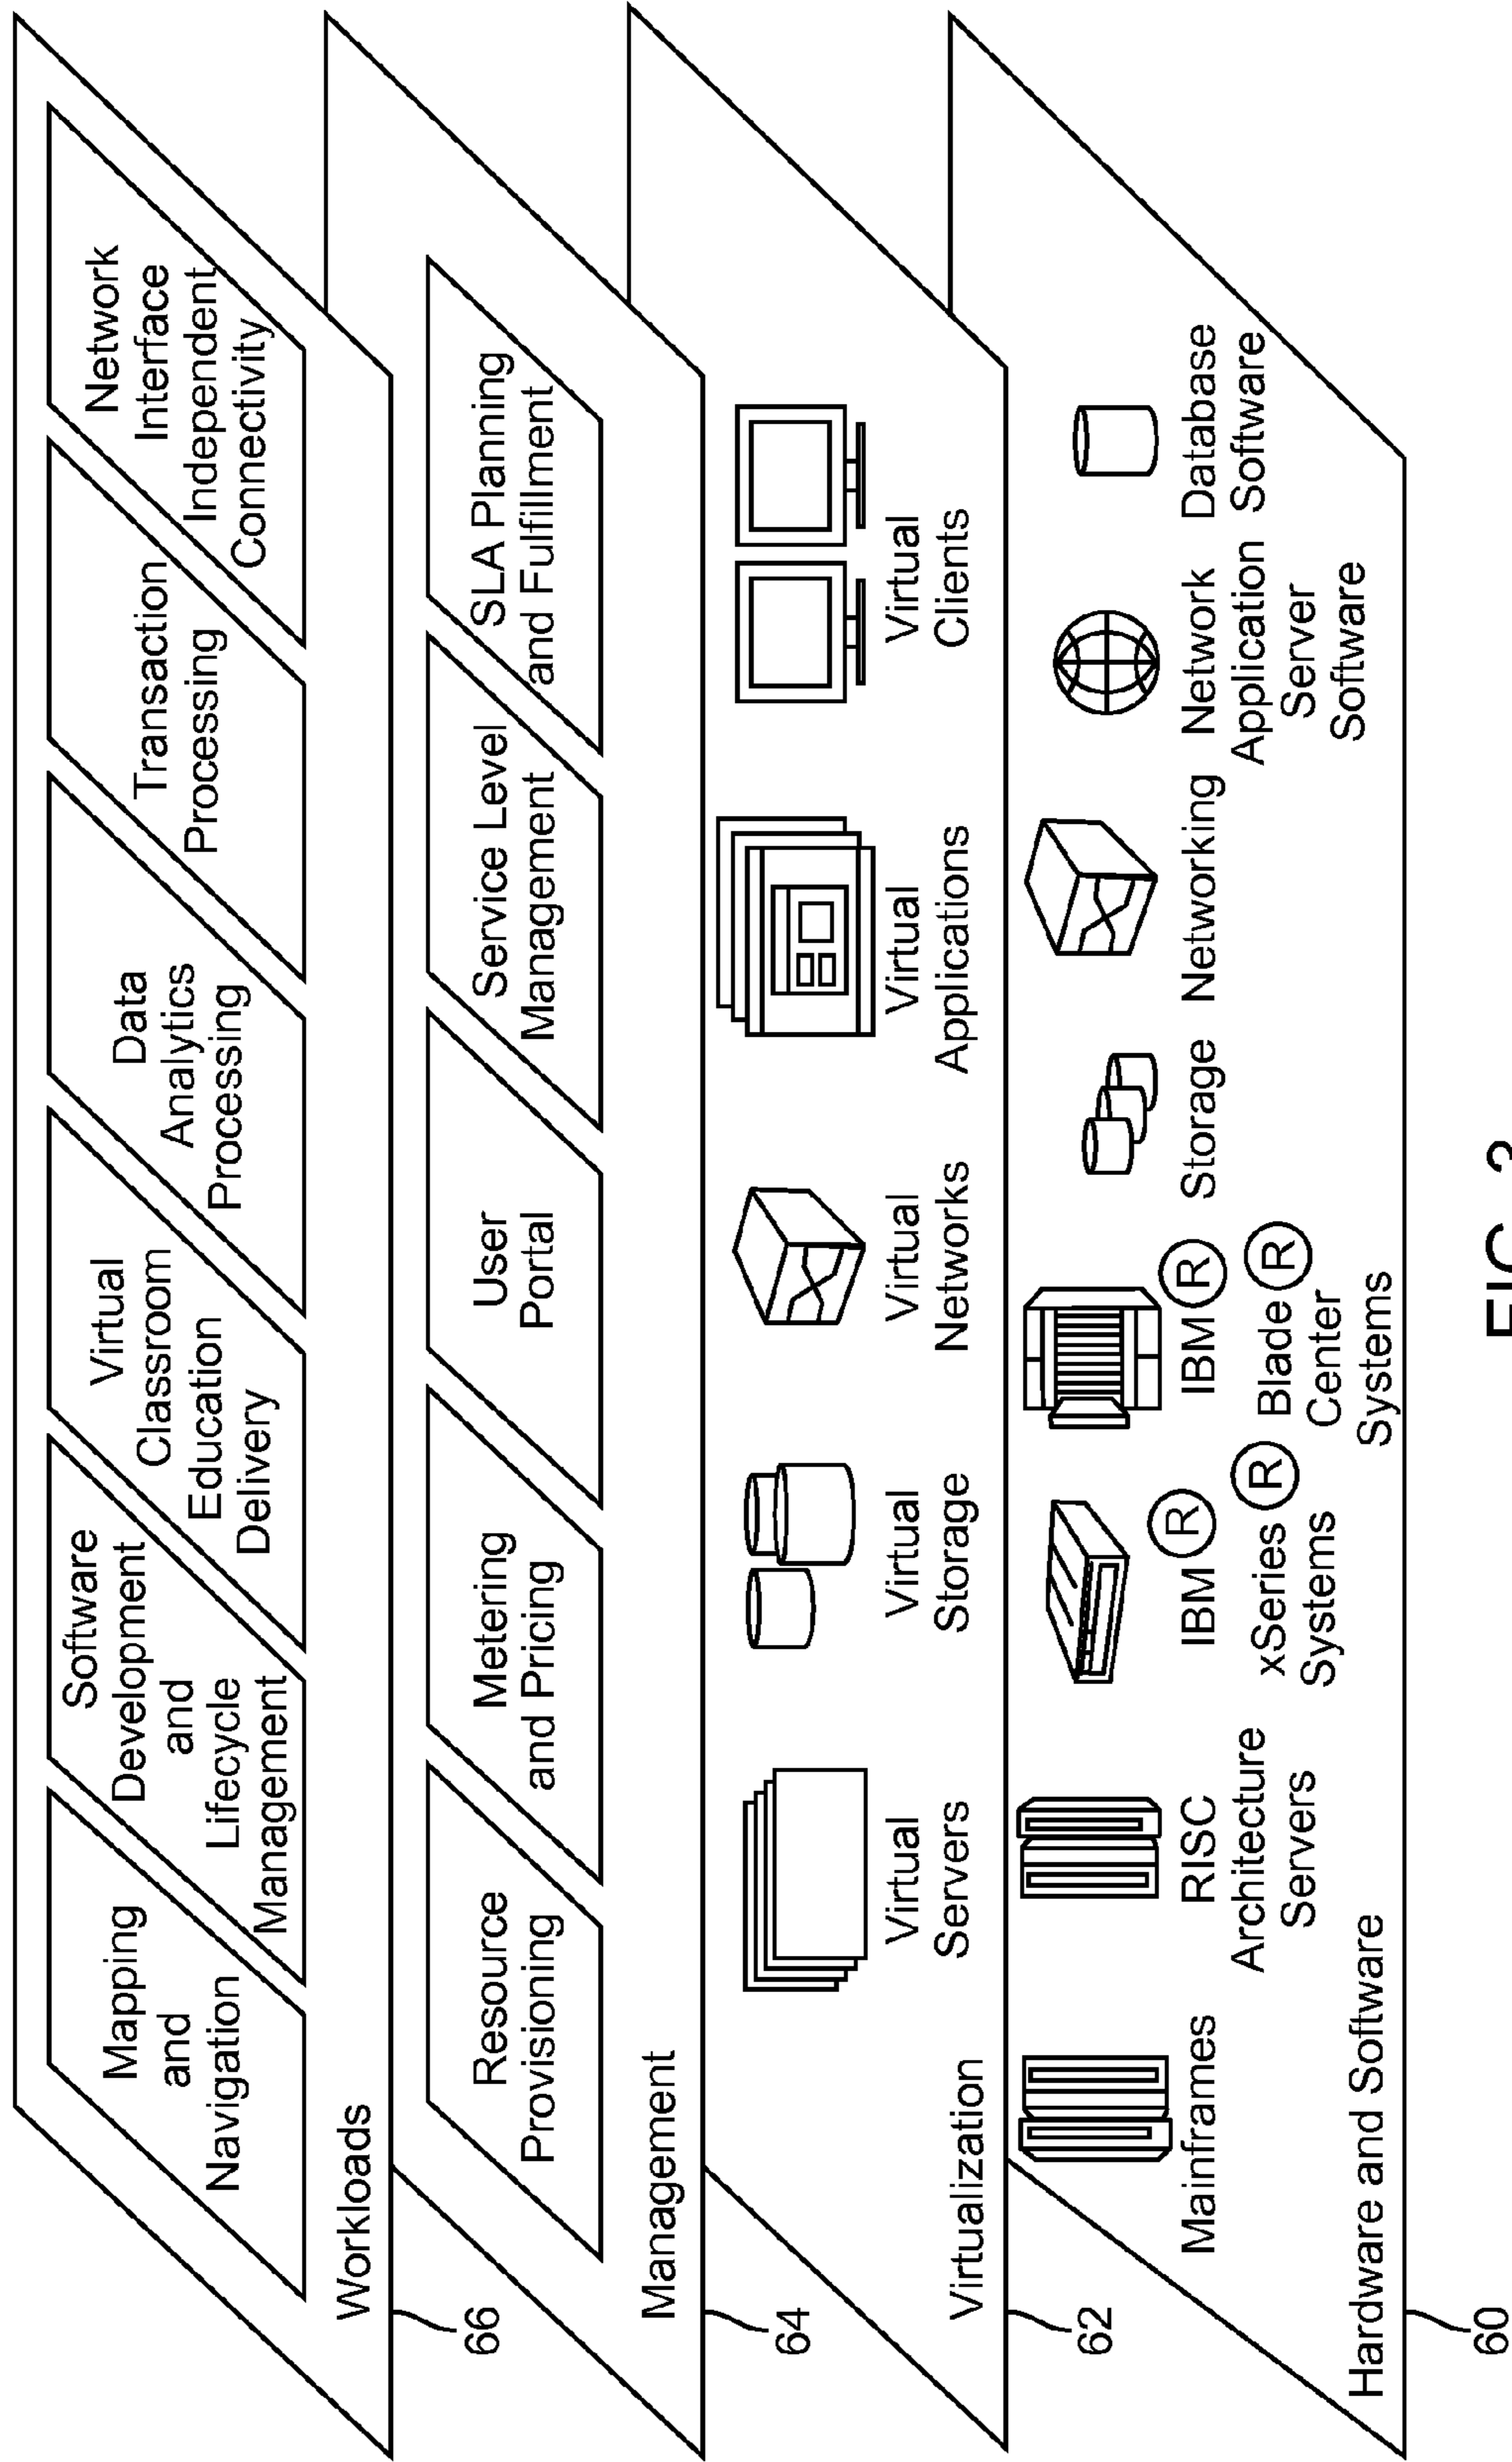 Mapping
and
Navigation
Software
Development
and
Lifecycle
Management
Virtual
Classroom
Education
Delivery
Data
Analytics
Processing
Transaction
Processing
Network
Interface
Independent
Connectivity
Workloads
66
Resource
Provisioning
Metering
and Pricing
User
Portal
Service Level
Management
SLA Planning
and Fulfillment
Management
64
Virtual
Servers
Virtual
Storage
Virtual
Networks
Virtual
Applications
Virtual
Clients
Virtualization
62
Mainframes
RISC
Architecture
Servers
IBM ®
xSeries ®
Systems
IBM ®
Blade ®
Center
Systems
Storage
Networking
Network
Application
Server
Software
Database
Software
Hardware and Software
60